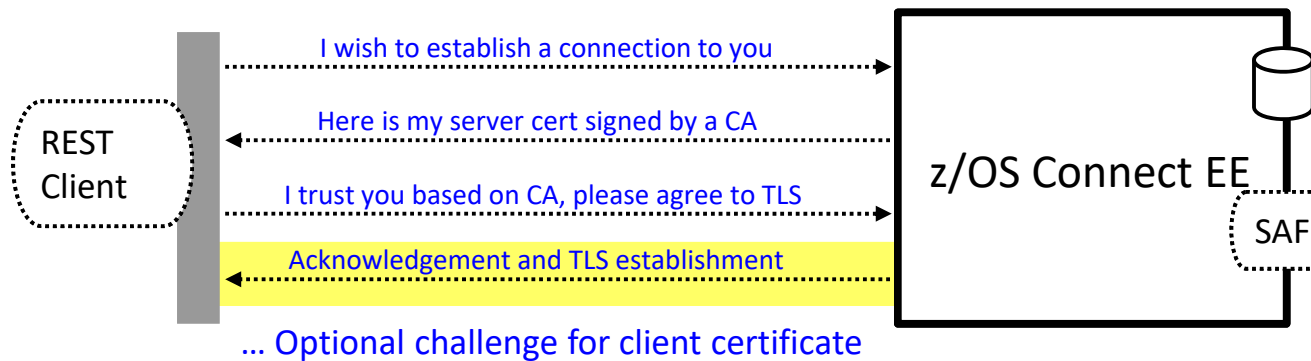 I wish to establish a connection to you
Here is my server cert signed by a CA
REST
Client
z/OS Connect EE
I trust you based on CA, please agree to TLS
SAF
Acknowledgement and TLS establishment
... Optional challenge for client certificate